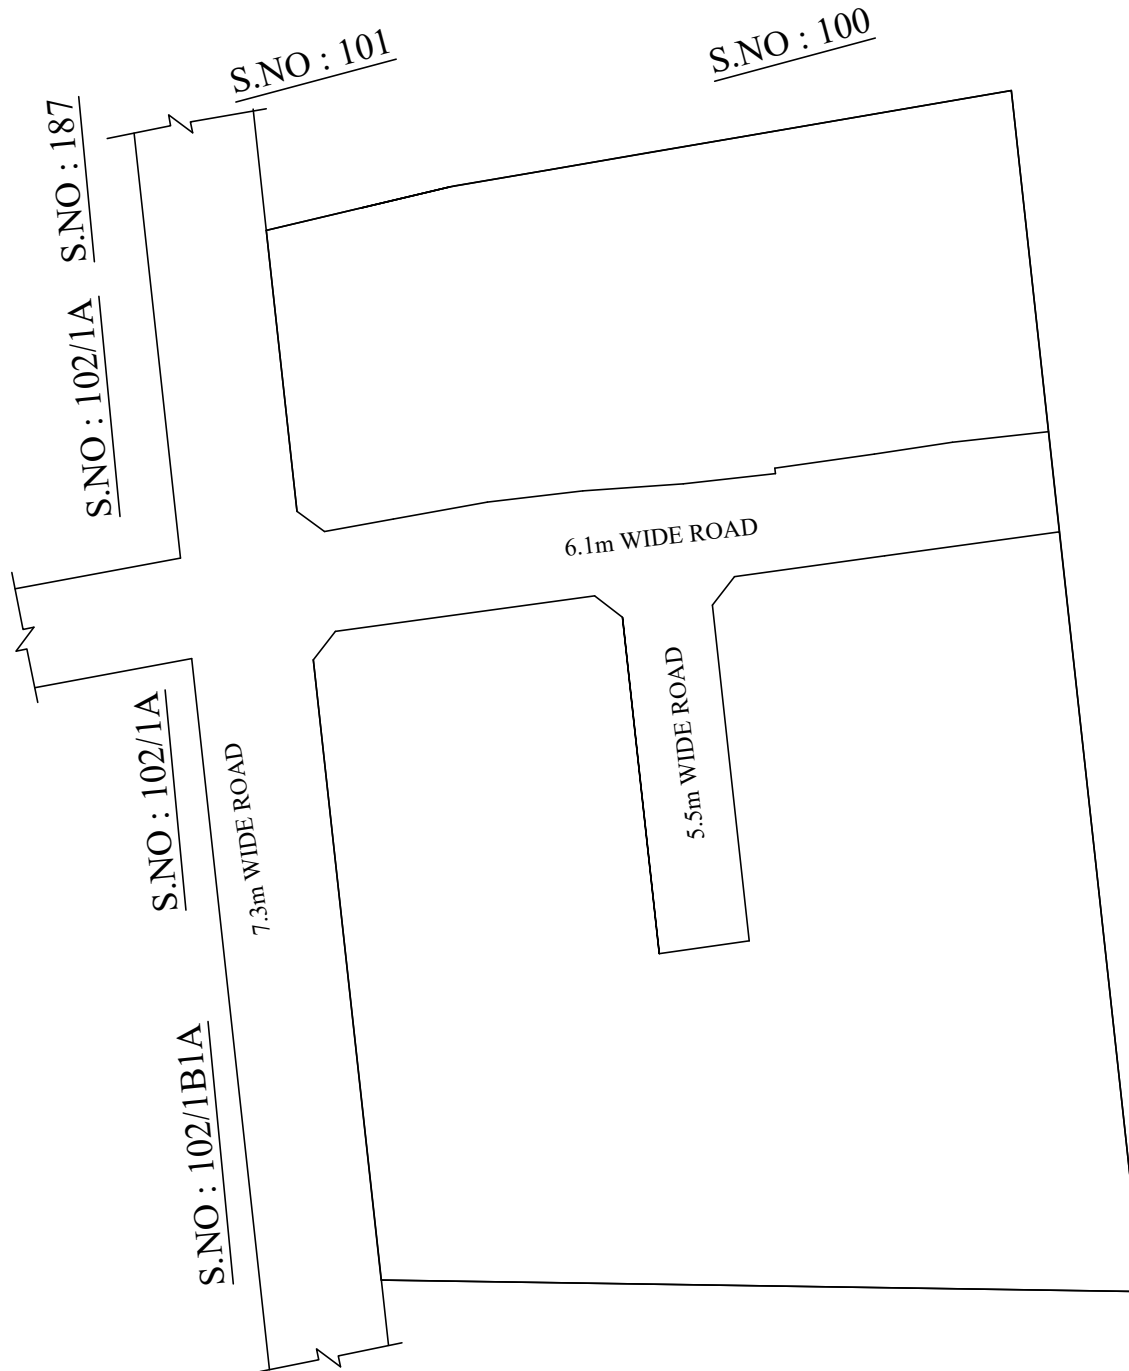 S.NO : 101
S.NO : 100
S.NO : 187
S.NO : 102/1A
6.1m WIDE ROAD
5.5m WIDE ROAD
S.NO : 102/1A
7.3m WIDE ROAD
S.NO : 102/1B1A